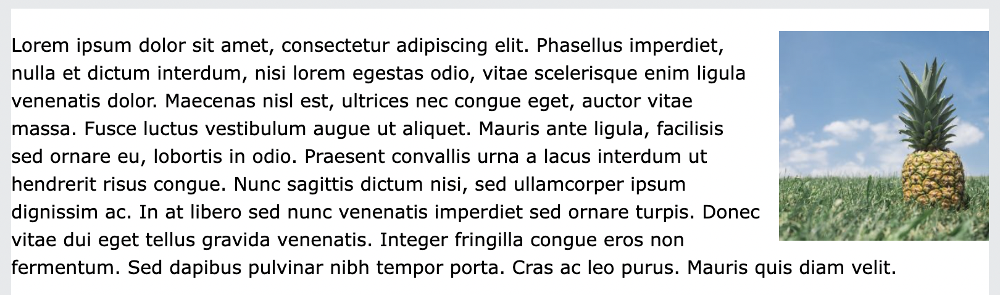 Lorem ipsum dolor sit amet, consectetur adipiscing elit. Phasellus imperdiet,
nulla et dictum interdum, nisi lorem egestas odio, vitae scelerisque enim ligula
venenatis dolor. Maecenas nisl est, ultrices nec congue eget, auctor vitae
massa. Fusce luctus vestibulum augue ut aliquet. Mauris ante ligula, facilisis
sed ornare eu, lobortis in odio. Praesent convallis urna a lacus interdum ut
hendrerit risus congue. Nunc sagittis dictum nisi, sed ullamcorper ipsum
dignissim ac. In at libero sed nunc venenatis imperdiet sed ornare turpis. Donec
vitae dui eget tellus gravida venenatis. Integer fringilla congue eros non
fermentum. Sed dapibus pulvinar nibh tempor porta. Cras ac leo purus. Mauris quis diam velit.